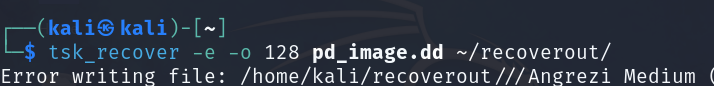 ┌──(kali㉿kali)-[~]
└─$ tsk_recover -e -o 128 pd_image.dd ~/recoverout/
Error writing file: /home/kali/recoverout///Angrezi Medium (